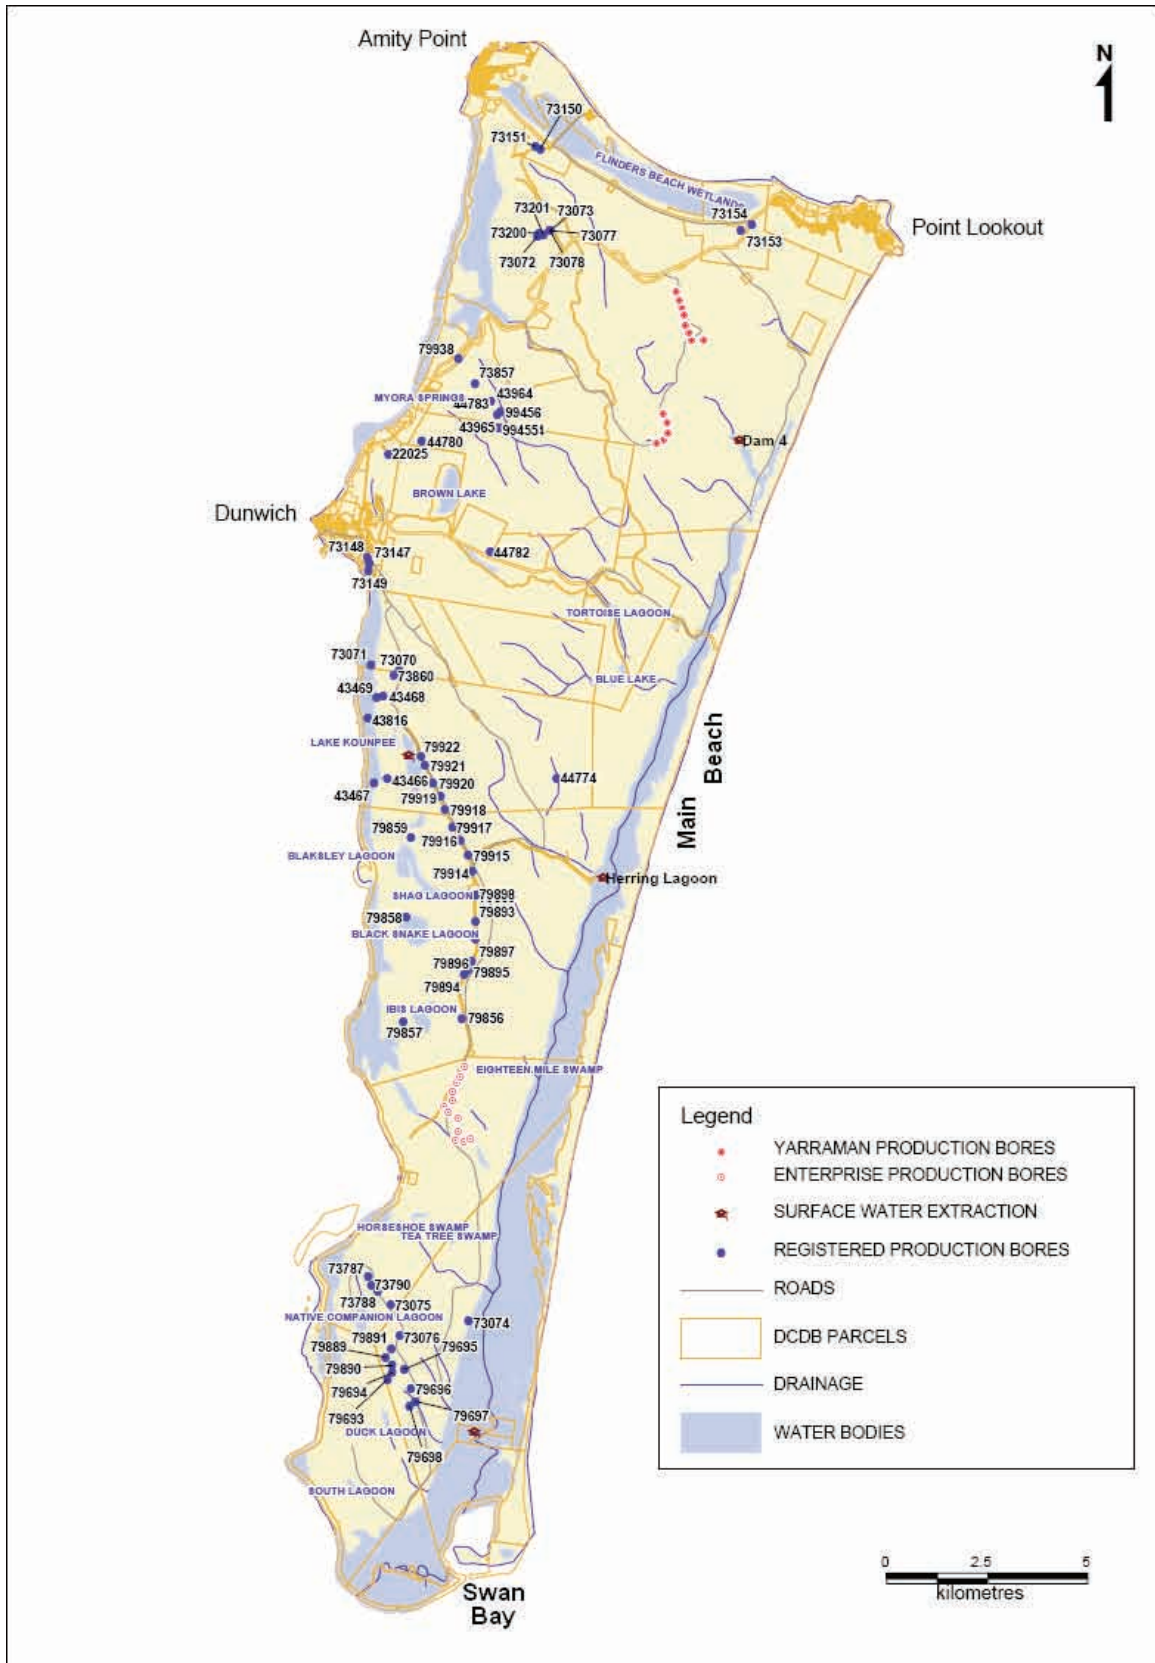 Amity Point
N
73150
73151
FLINDERS BEACH WETLANDS
73154
73201
73073
Point Lookout
73200
73077
73153
73072
73078
79938
73857
43964
MYORA SPRINGS
44783
99456
43965
994551
44780
Dam 4
22025
BROWN LAKE
Dunwich
73148
73147
44782
73149
TORTOISE LAGOON
73071
73070
73860
BLUE LAKE
43469
43468
43816
Main Beach
LAKE KOUNPEE
79922
79921
43466
79920
44774
43467
79919
79918
79859
79917
79916
BLAKSLEY LAGOON
79915
79914
Herring Lagoon
SHAG LAGOON
79898
79858
79893
BLACK SNAKE LAGOON
79897
79896
79895
79894
IBIS LAGOON
79856
79857
EIGHTEEN MILE SWAMP
HORSESHOE SWAMP
TEA TREE SWAMP
73787
73790
73788
73075
NATIVE COMPANION LAGOON
73074
79891
73076
79889
79695
79890
79694
79696
79693
79697
DUCK LAGOON
79698
SOUTH LAGOON
Swan
Bay
Legend
YARRAMAN PRODUCTION BORES
ENTERPRISE PRODUCTION BORES
SURFACE WATER EXTRACTION
REGISTERED PRODUCTION BORES
ROADS
DCDB PARCELS
DRAINAGE
WATER BODIES
0 2.5 5
kilometres